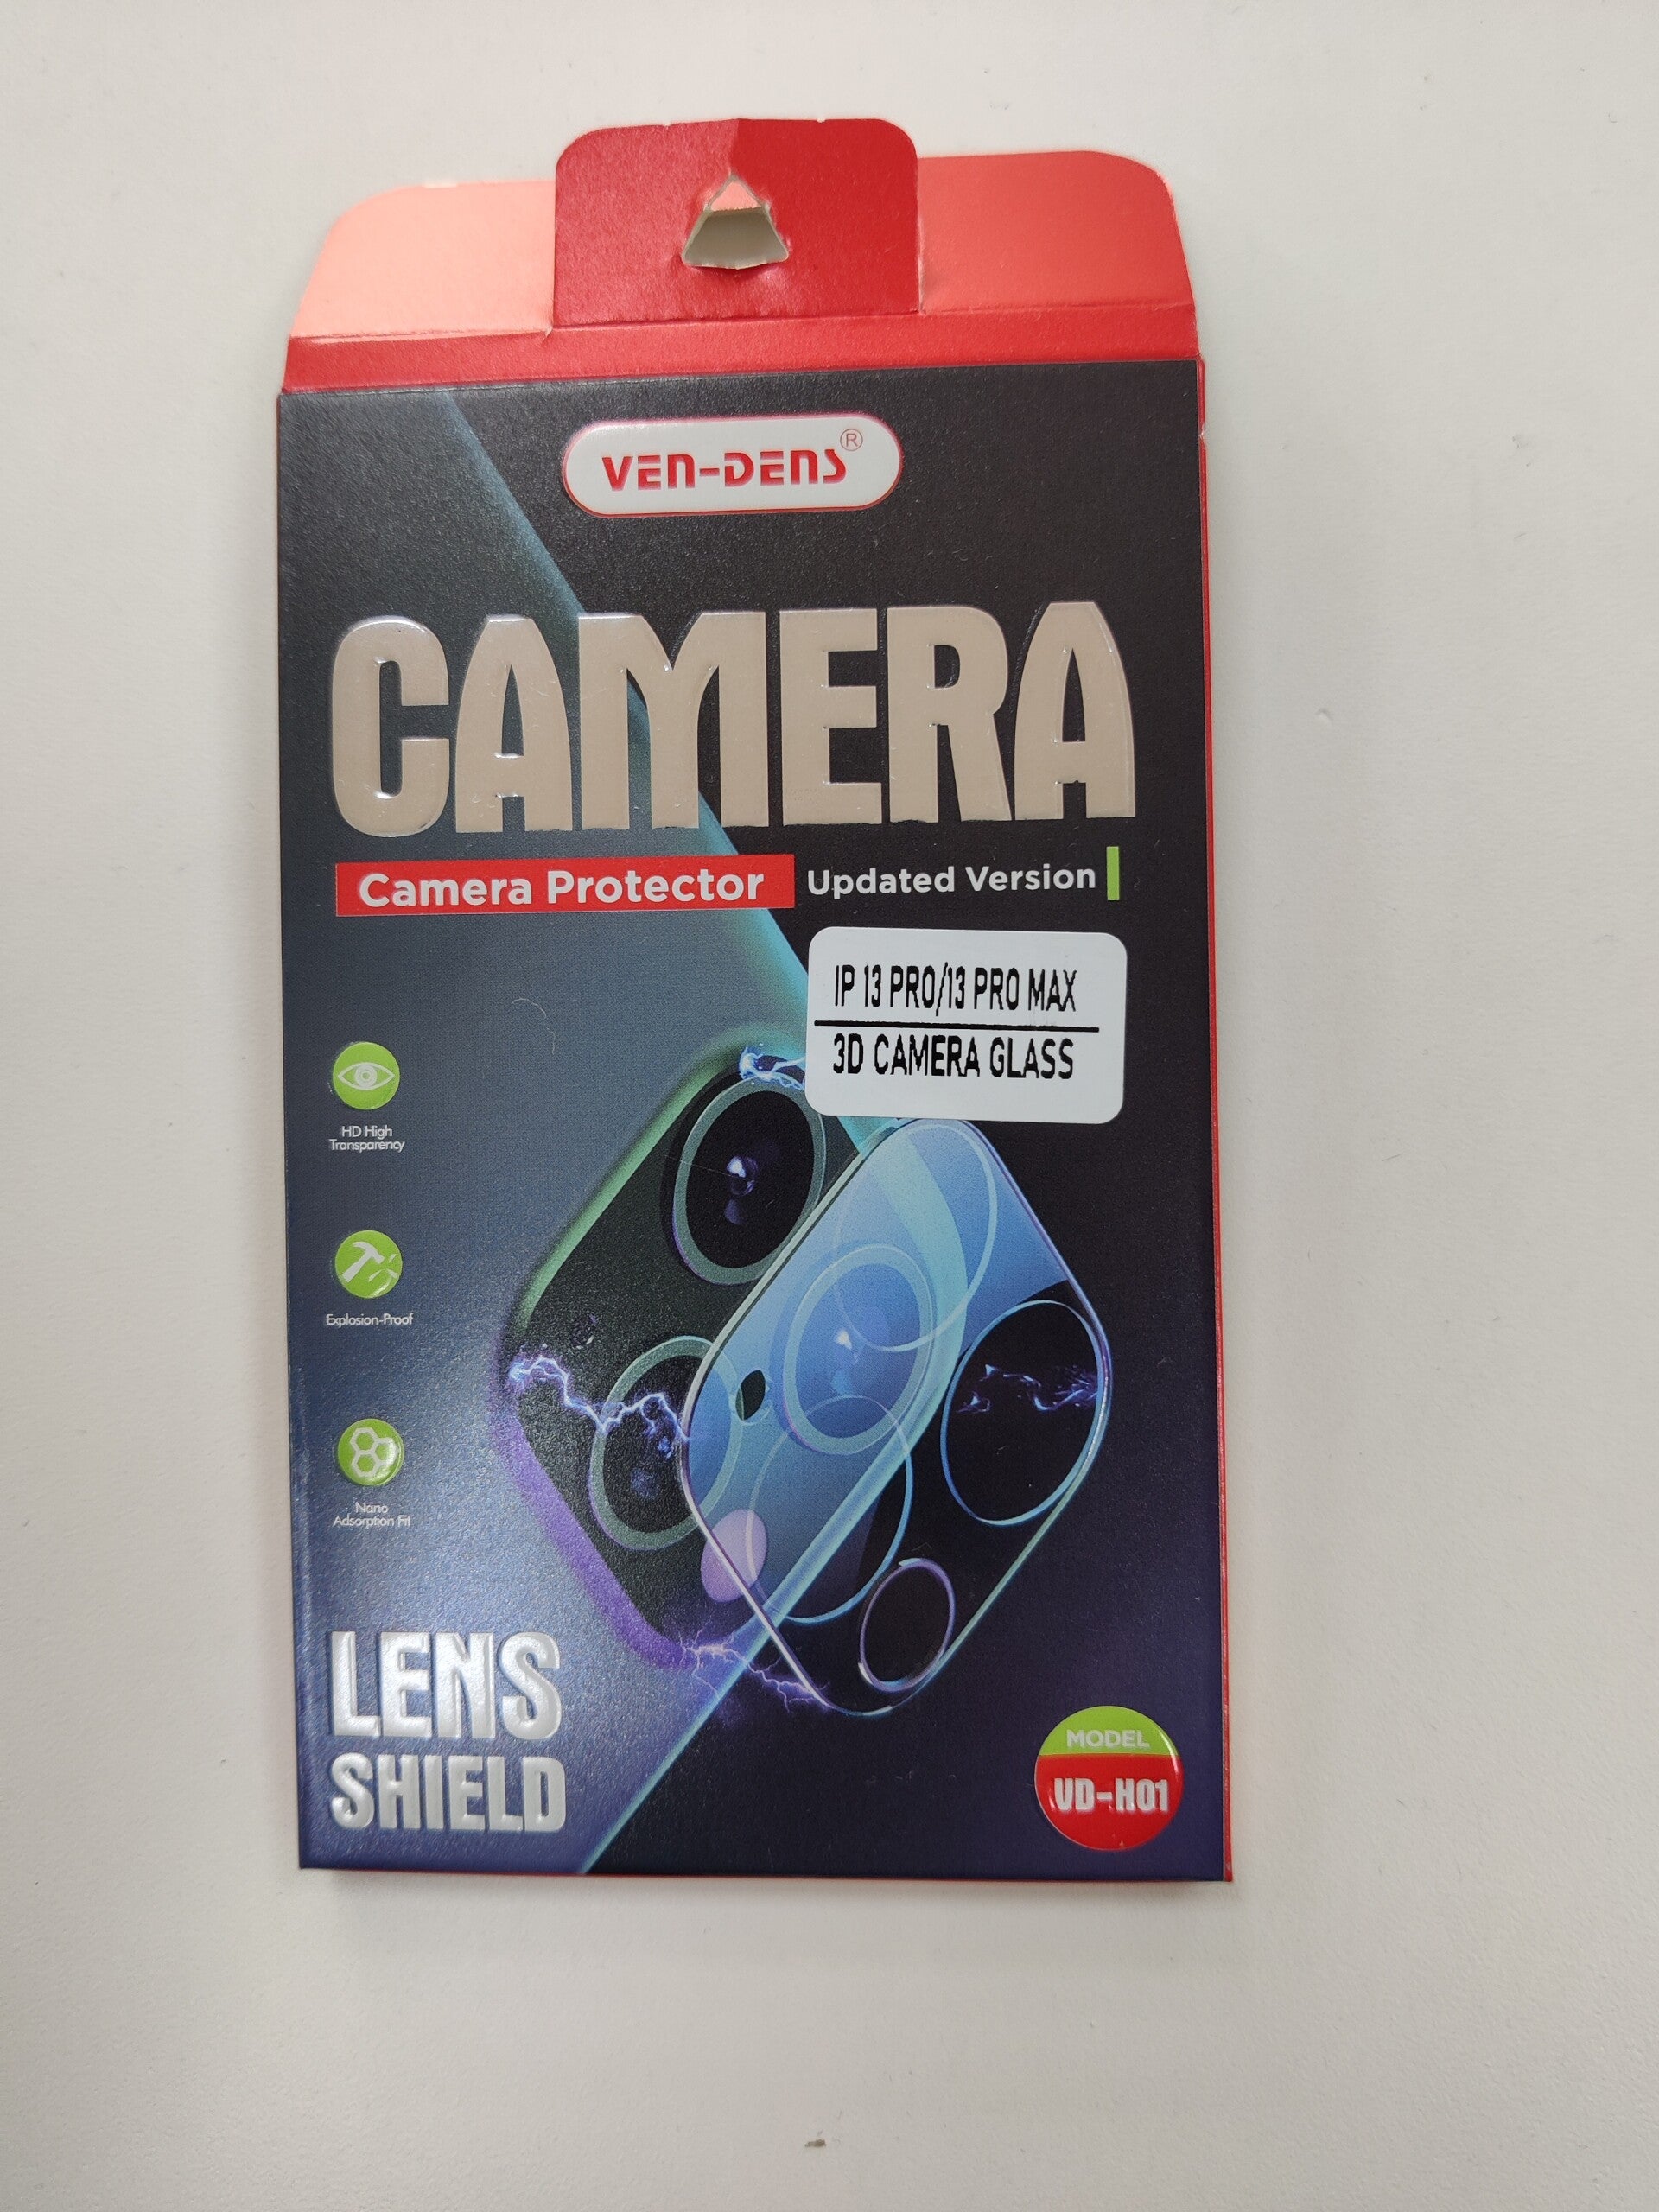 VEN-DENS®
CAMERA
Camera Protector Updated Version
IP 13 PRO/13 PRO MAX
3D CAMERA GLASS
HD High
Transparency
Explosion-Proof
Nano
Adsorption Fit
LENS
SHIELD
MODEL
VD-H01